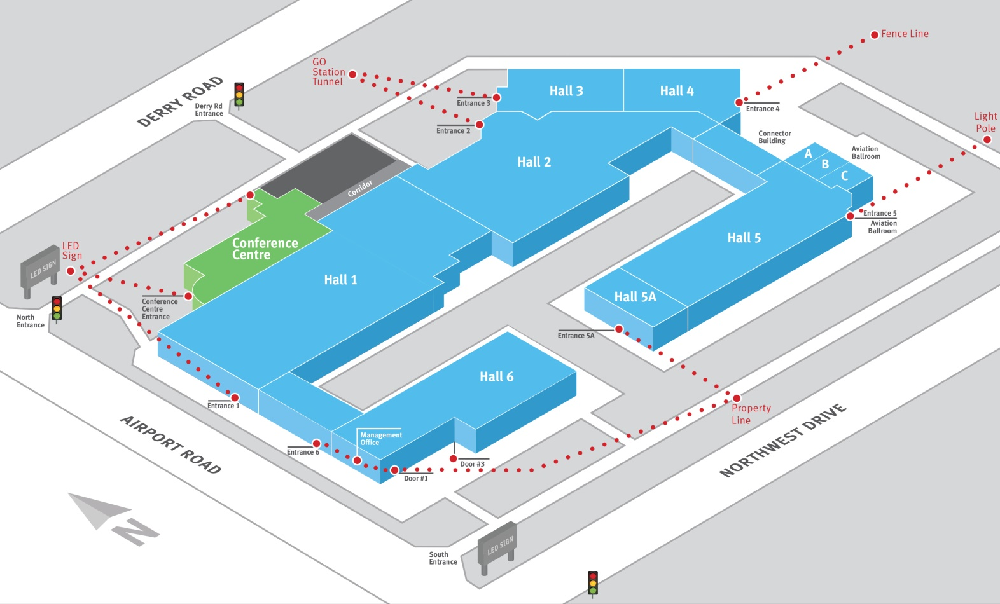 Fence Line
GO
Station
Tunnel
DERRY ROAD
Derry Rd
Entrance
Hall 3
Hall 4
Entrance 3
Entrance 4
Entrance 2
Light
Pole
Connector
Building
Aviation
Ballroom
A
B
C
Hall 2
Corridor
Entrance 5
Aviation
Ballroom
Hall 5
LED
Sign
LED SIGN
Conference
Centre
Hall 1
Hall 5A
Conference
Centre
Entrance
North
Entrance
Entrance 5A
Hall 6
Entrance 1
Property
Line
Management
Office
Entrance 6
Door #3
Door #1
AIRPORT ROAD
NORTHWEST DRIVE
N
LED SIGN
South
Entrance